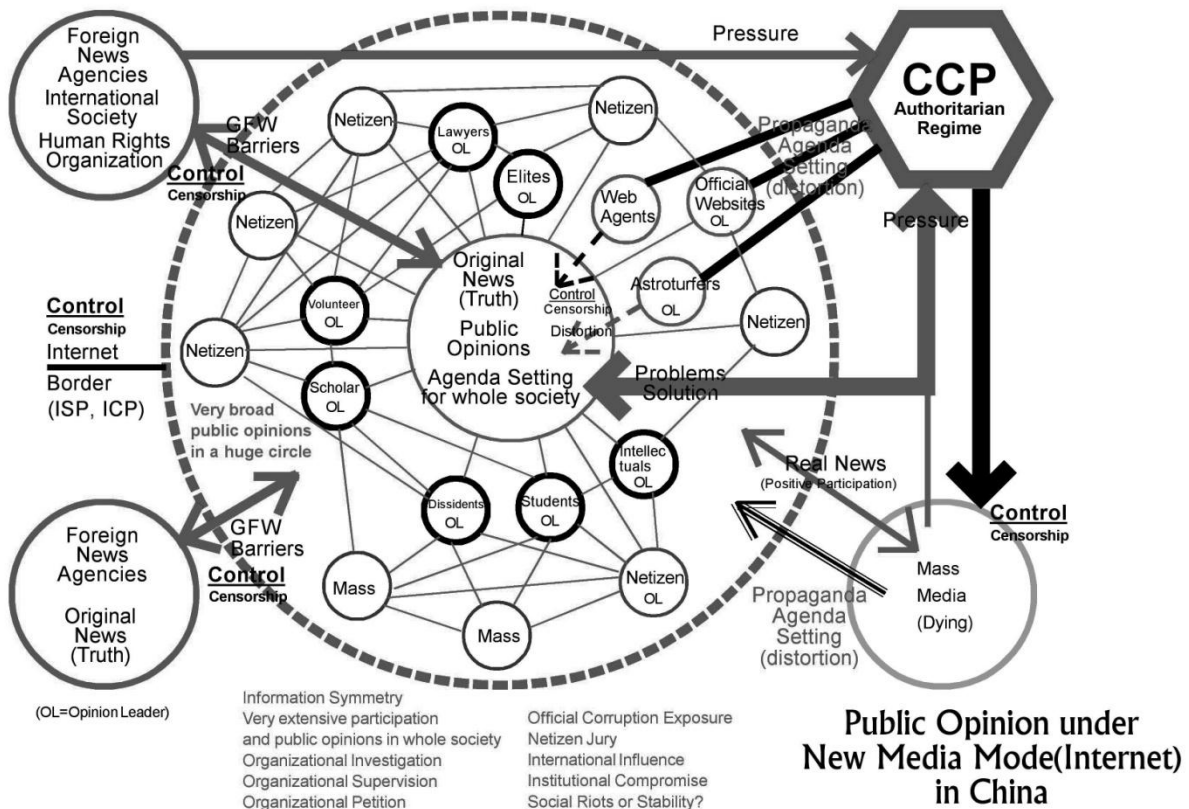 Foreign
News
Agencies
International
Society
Human Rights
Organization
Control
Censorship
GFW
Barriers
Pressure
CCP
Authoritarian
Regime
Propaganda
Agenda
Setting
(distortion)
Pressure
Netizen
Lawyers
OL
Netizen
Elites
OL
Web
Agents
Official
Websites
OL
Netizen
Original
News
(Truth)
Public
Opinions
Agenda Setting
for whole society
Control
Censorship
Distortion
Astroturfers
OL
Netizen
Volunteer
OL
Control
Censorship
Internet
Border
(ISP, ICP)
Netizen
Scholar
OL
Problems
Solution
Very broad
public opinions
in a huge circle
Intellec
tuals
OL
Real News
(Positive Participation)
Dissidents
OL
Students
OL
Control
Censorship
GFW
Barriers
Control
Censorship
Foreign
News
Agencies
Original
News
(Truth)
Mass
Netizen
OL
Mass
Propaganda
Agenda
Setting
(distortion)
Mass
Media
(Dying)
(OL=Opinion Leader)
Information Symmetry
Very extensive participation
and public opinions in whole society
Organizational Investigation
Organizational Supervision
Organizational Petition
Official Corruption Exposure
Netizen Jury
International Influence
Institutional Compromise
Social Riots or Stability?
Public Opinion under
New Media Mode(Internet)
in China